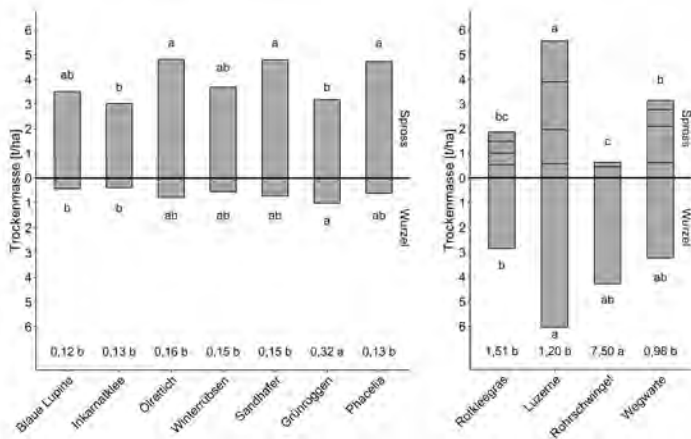 6
5
4
3
2
1
0
1
2
3
4
5
6
Trockenmasse [t/ha]
ab
b
a
ab
a
b
a
b
b
ab
ab
ab
a
ab
Spross
Wurzel
0,12 b
0,13 b
0,16 b
0,15 b
0,15 b
0,32 a
0,13 b
Blaue Lupine
Inkarnatklee
Ölrettich
Winterrübsen
Sandhafer
Grünroggen
Phacelia
6
5
4
3
2
1
0
1
2
3
4
5
6
Trockenmasse [t/ha]
bc
a
c
b
b
a
ab
ab
Spross
Wurzel
1,51 b
1,20 b
7,50 a
0,98 b
Rotkleegras
Luzerne
Rohrschwingel
Wegwarte